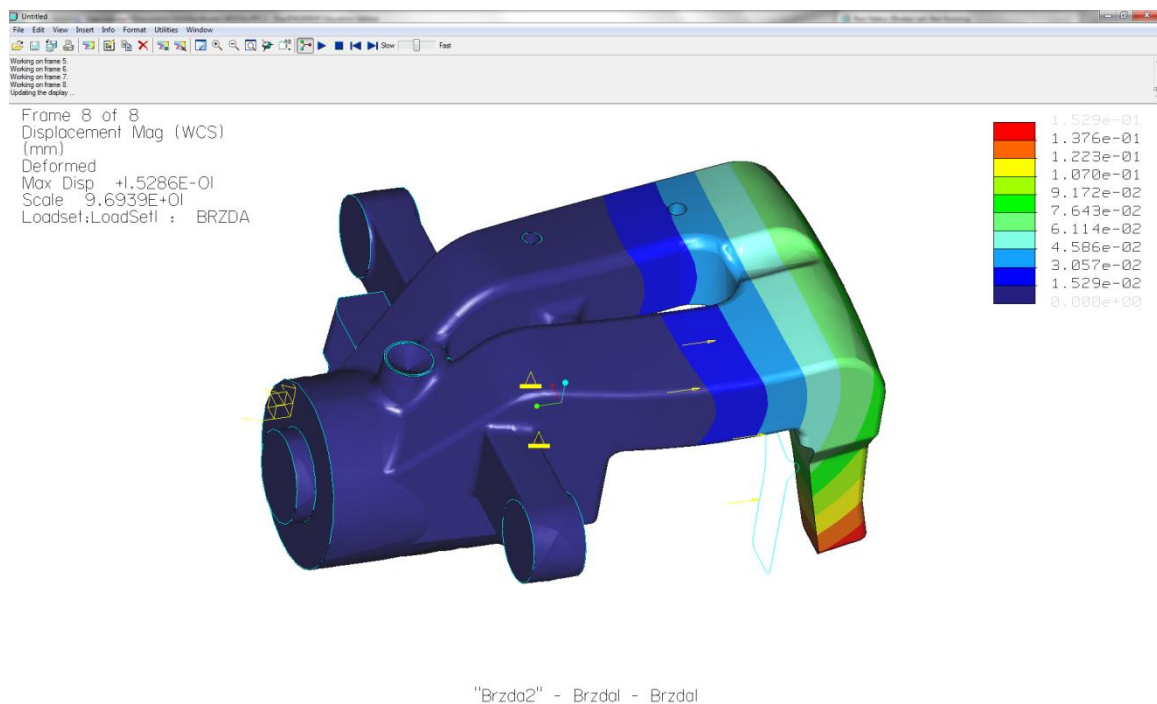 Untitled
File Edit View Insert Info Format Utilities Window
Slow Fast
Working on frame 5.
Working on frame 6.
Working on frame 7.
Working on frame 8.
Updating the display ...
Frame 8 of 8
Displacement Mag (WCS)
(mm)
Deformed
Max Disp +1.5286E-01
Scale 9.6939E+01
Loadset:LoadSet1 : BRZDA
1.529e-01
1.376e-01
1.223e-01
1.070e-01
9.172e-02
7.643e-02
6.114e-02
4.586e-02
3.057e-02
1.529e-02
0.000e+00
"Brzda2" - Brzda1 - Brzda1